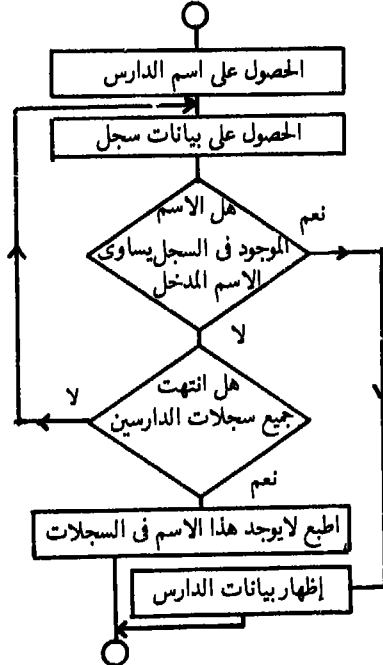 الحصول على اسم الدارس
الحصول على بيانات سجل
هل الاسم
الموجود فى السجل يساوى
الاسم المدخل
نعم
لا
هل انتهت
جميع سجلات الدارسين
لا
نعم
اطبع لايوجد هذا الاسم فى السجلات
إظهار بيانات الدارس